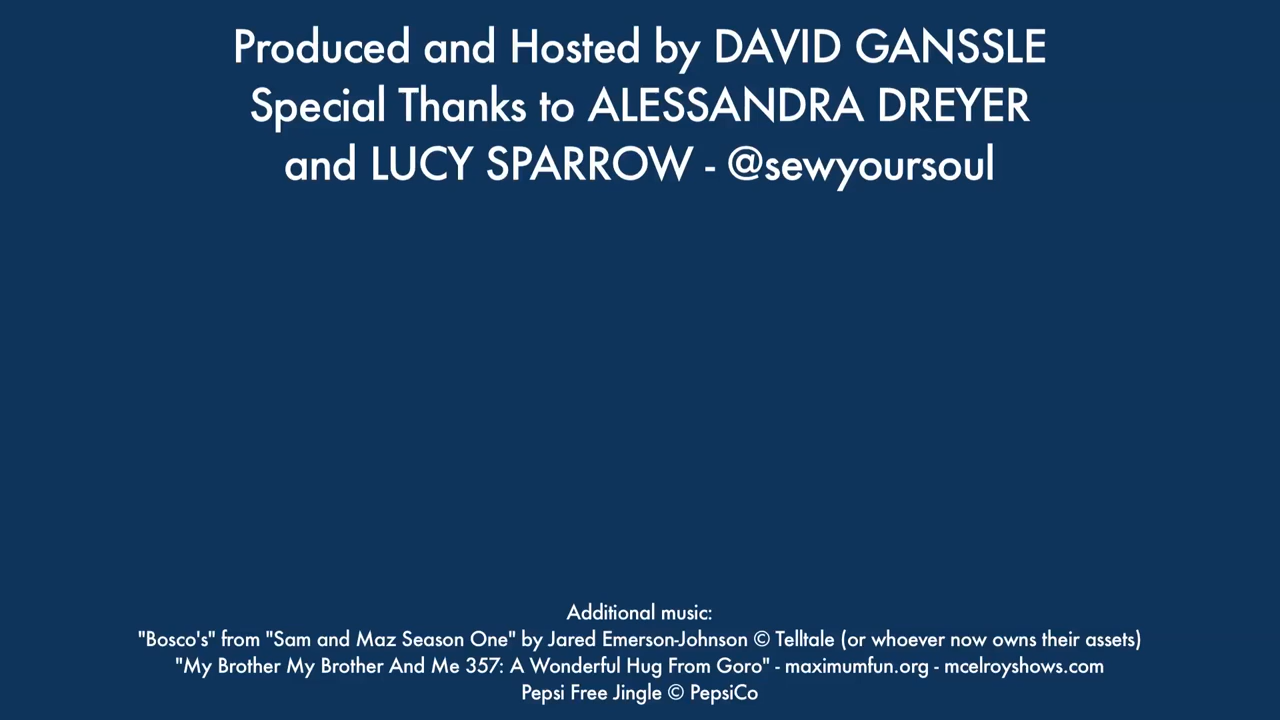 Produced and Hosted by DAVID GANSSLE
Special Thanks to ALESSANDRA DREYER
and LUCY SPARROW - @sewyoursoul
Additional music:
"Bosco's" from "Sam and Maz Season One" by Jared Emerson-Johnson © Telltale (or whoever now owns their assets)
"My Brother My Brother And Me 357: A Wonderful Hug From Goro" - maximumfun.org - mcelroyshows.com
Pepsi Free Jingle © PepsiCo